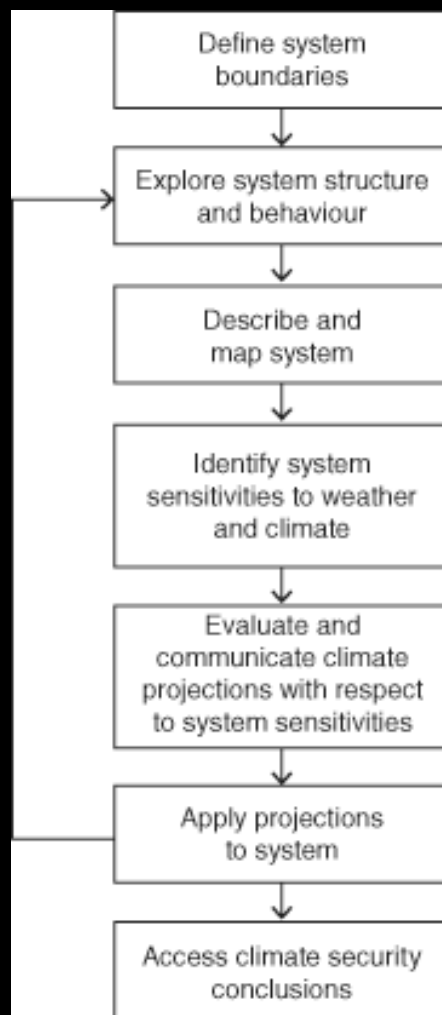 Define system
boundaries
Explore system structure
and behaviour
Describe and
map system
Identify system
sensitivities to weather
and climate
Evaluate and
communicate climate
projections with respect
to system sensitivities
Apply projections
to system
Access climate security
conclusions